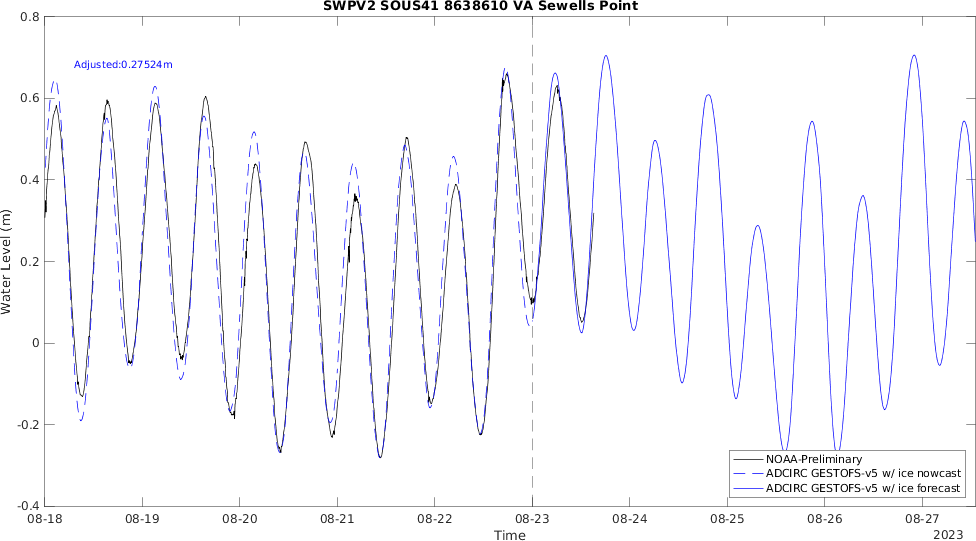 SWPV2 SOUS41 8638610 VA Sewells Point
Adjusted:0.27524m
Water Level (m)
0.8
0.6
0.4
0.2
0
-0.2
-0.4
NOAA-Preliminary
ADCIRC GESTOFS-v5 w/ ice nowcast
ADCIRC GESTOFS-v5 w/ ice forecast
08-18 08-19 08-20 08-21 08-22 08-23 08-24 08-25 08-26 08-27
Time
2023